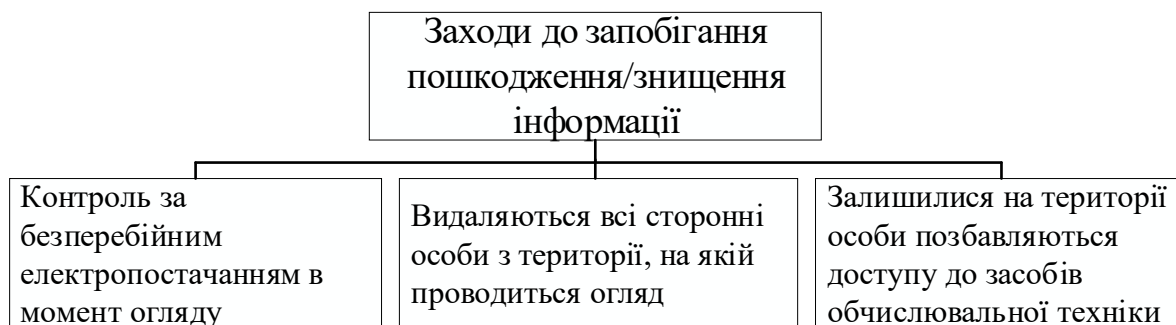 Заходи до запобігання
пошкодження/знищення
інформації
Контроль за
безперебійним
електропостачанням в
момент огляду
Видаляються всі сторонні
особи з території, на якій
проводиться огляд
Залишилися на території
особи позбавляються
доступу до засобів
обчислювальної техніки